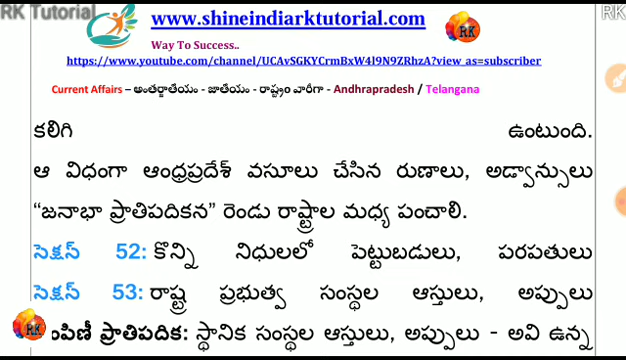 RK Tutorial
www.shineindiarktutorial.com
RK
Way To Success..
https://www.youtube.com/channel/UCAvSGKYCrmBxW4l9N9ZRhzA?view_as=subscriber
Current Affairs – అంతర్జాతీయం - జాతీయం - రాష్ట్రం వారీగా - Andhrapradesh / Telangana
కలిగి ఉంటుంది.
ఆ విధంగా ఆంధ్రప్రదేశ్ వసూలు చేసిన రుణాలు, అడ్వాన్సులు
“జనాభా ప్రాతిపదికన” రెండు రాష్ట్రాల మధ్య పంచాలి.
సెక్షన్ 52: కొన్ని నిధులలో పెట్టుబడులు, పరపతులు
సెక్షన్ 53: రాష్ట్ర ప్రభుత్వ సంస్థల ఆస్తులు, అప్పులు
RK ంపిణీ ప్రాతిపదిక: స్థానిక సంస్థల ఆస్తులు, అప్పులు - అవి ఉన్న